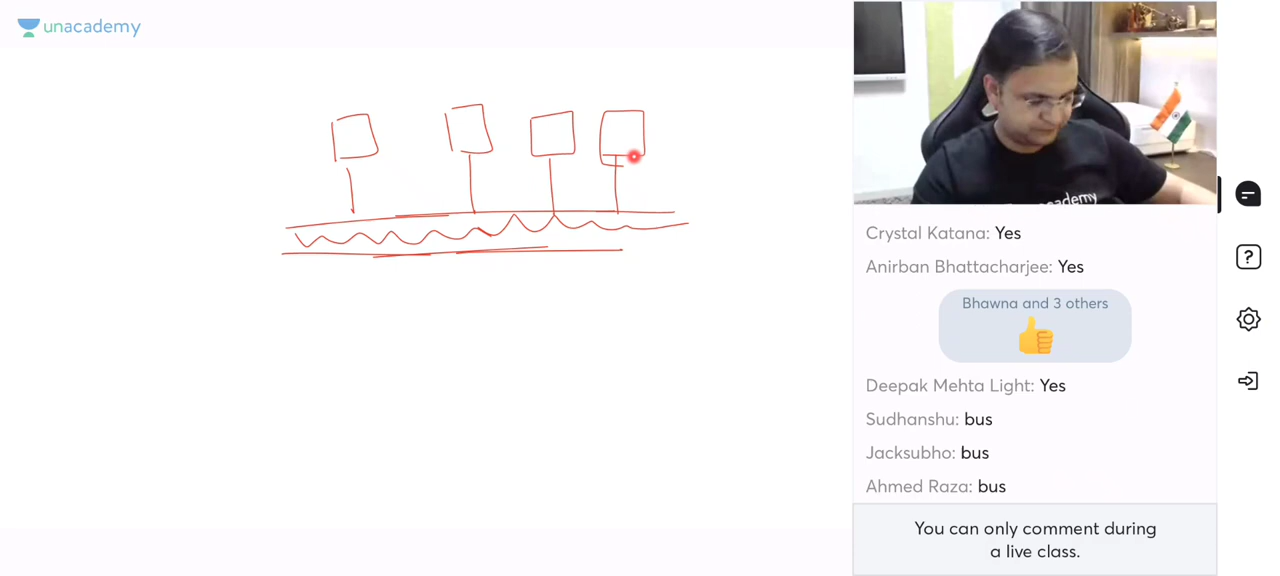 unacademy
academy
Crystal Katana: Yes
Anirban Bhattacharjee: Yes
Bhawna and 3 others
Deepak Mehta Light: Yes
Sudhanshu: bus
Jacksubho: bus
Ahmed Raza: bus
You can only comment during
a live class.
?